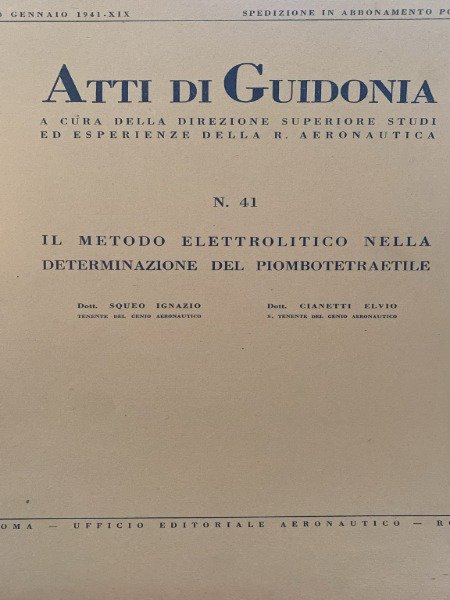 GENNAIO 1941-XIX
SPEDIZIONE IN ABBONAMENTO
ATTI DI GUIDONIA
A CURA DELLA DIREZIONE SUPERIORE STUDI
ED ESPERIENZE DELLA R. AERONAUTICA
N. 41
IL METODO ELETTROLITICO NELLA
DETERMINAZIONE DEL PIOMBOTETRAETILE
Dott. SQUEO IGNAZIO
TENENTE DEL GENIO AERONAUTICO
Dott. CIANETTI ELVIO
S. TENENTE DEL GENIO AERONAUTICO
OMA — UFFICIO EDITORIALE AERONAUTICO — RO